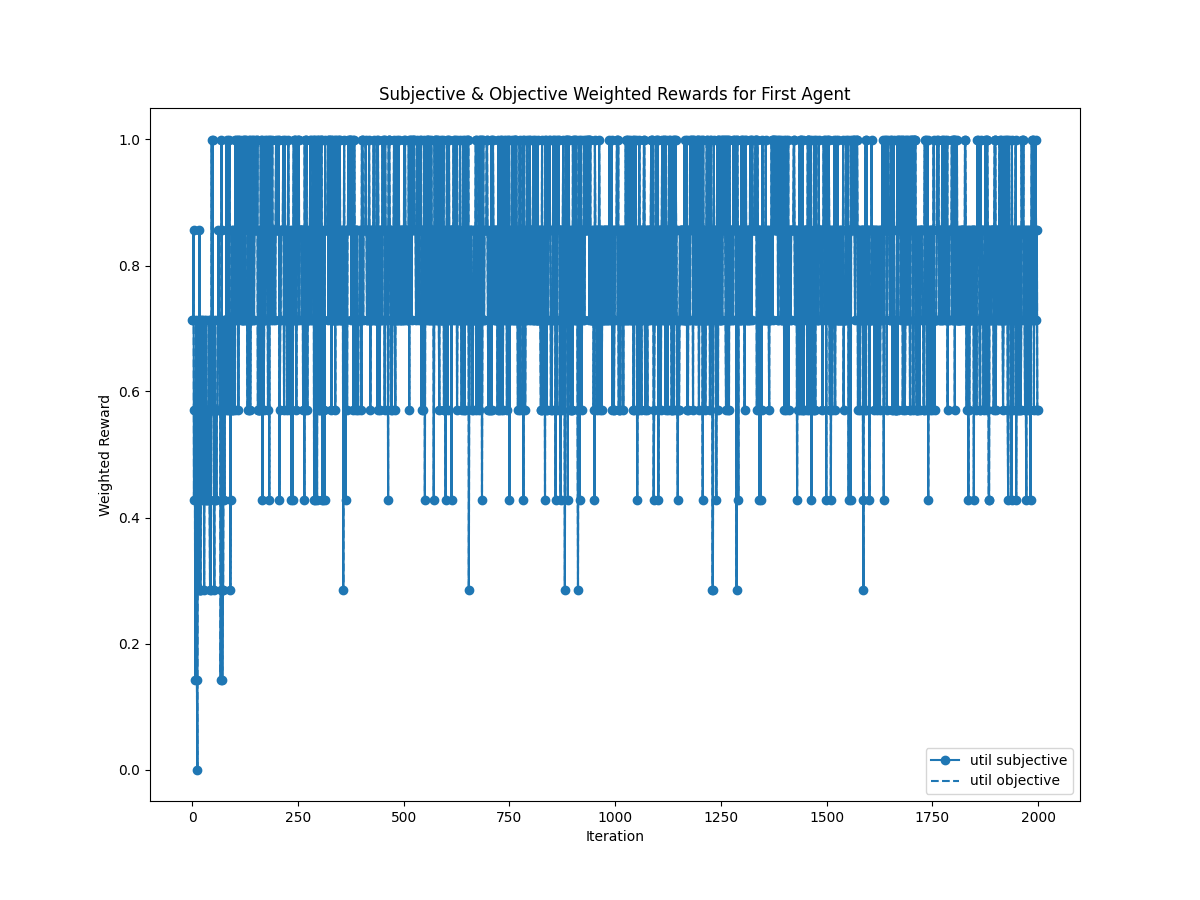 Subjective & Objective Weighted Rewards for First Agent
Weighted Reward
1.0
0.8
0.6
0.4
0.2
0.0
util subjective
util objective
0 250 500 750 1000 1250 1500 1750 2000
Iteration